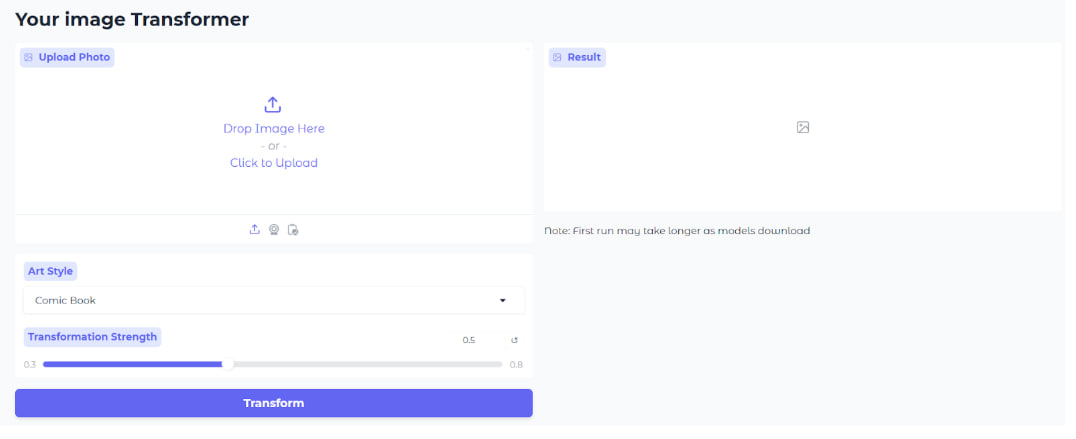 Your image Transformer
Upload Photo
Drop Image Here
- or -
Click to Upload
Result
Note: First run may take longer as models download
Art Style
Comic Book
Transformation Strength
0.5
0.3
0.8
Transform